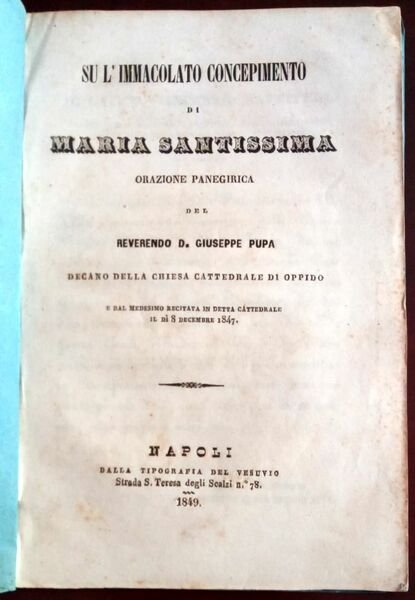 SU L'IMMACOLATO CONCEPIMENTO
DI
MARIA SANTISSIMA
ORAZIONE PANEGIRICA
DEL
REVERENDO D. GIUSEPPE PUPA
DECANO DELLA CHIESA CATTEDRALE DI OPPIDO
E DAL MEDESIMO RECITATA IN DETTA CATTEDRALE
IL DÌ 8 DECEMBRE 1847.
NAPOLI
DALLA TIPOGRAFIA DEL VESUVIO
Strada S. Teresa degli Scalzi n.° 78.
1849.